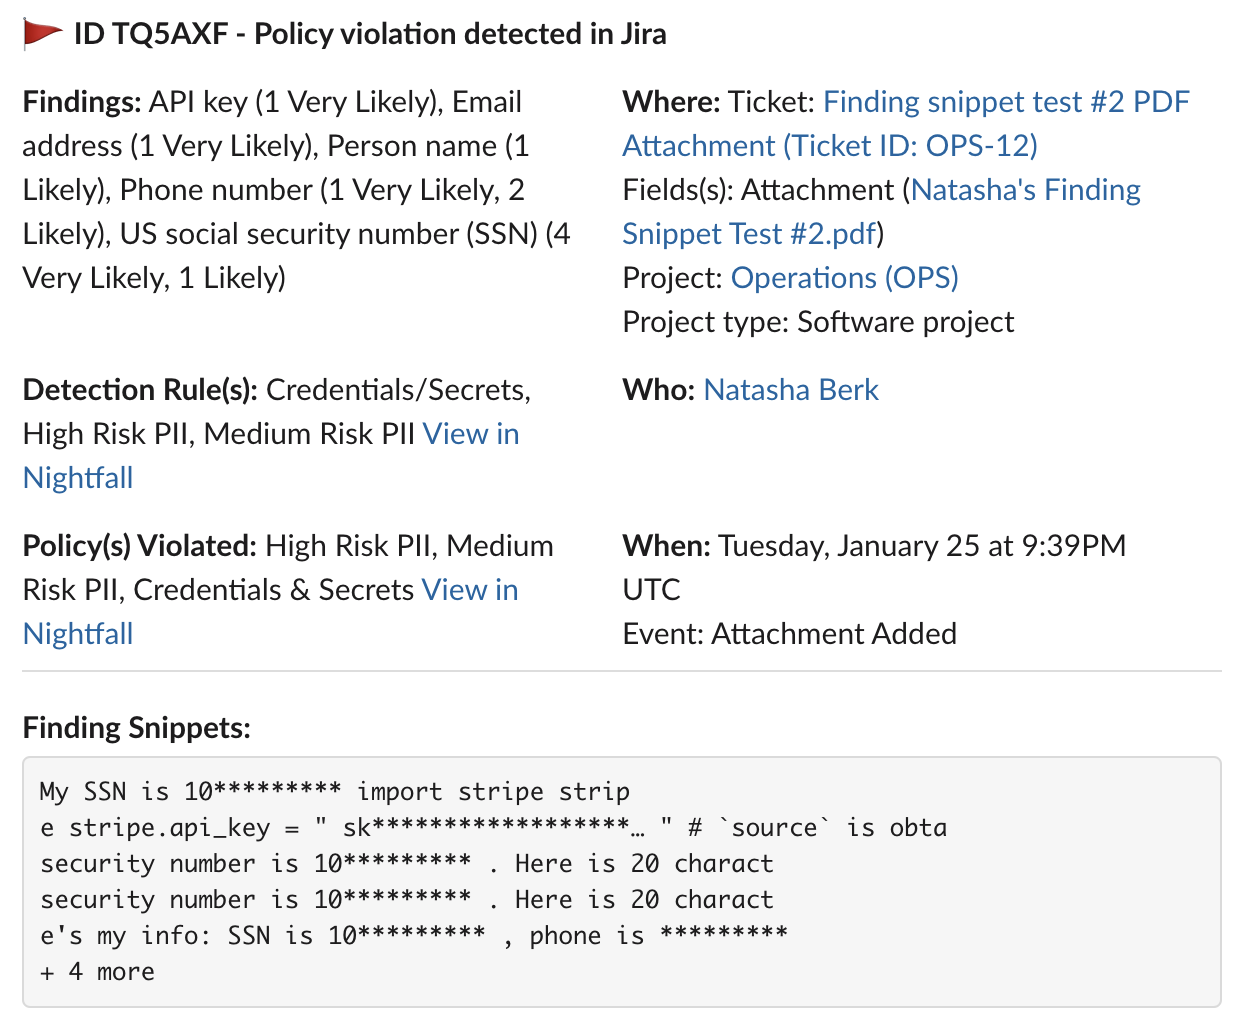 ID TQ5AXF - Policy violation detected in Jira
Findings: API key (1 Very Likely), Email
address (1 Very Likely), Person name (1
Likely), Phone number (1 Very Likely, 2
Likely), US social security number (SSN) (4
Very Likely, 1 Likely)
Where: Ticket: Finding snippet test #2 PDF
Attachment (Ticket ID: OPS-12)
Fields(s): Attachment (Natasha's Finding
Snippet Test #2.pdf)
Project: Operations (OPS)
Project type: Software project
Detection Rule(s): Credentials/Secrets,
High Risk PII, Medium Risk PII View in
Nightfall
Who: Natasha Berk
Policy(s) Violated: High Risk PII, Medium
Risk PII, Credentials & Secrets View in
Nightfall
When: Tuesday, January 25 at 9:39PM
UTC
Event: Attachment Added
Finding Snippets:
My SSN is 10********* import stripe strip
e stripe.api_key = " sk******************… " # `source` is obta
security number is 10********* . Here is 20 charact
security number is 10********* . Here is 20 charact
e's my info: SSN is 10********* , phone is *********
+ 4 more